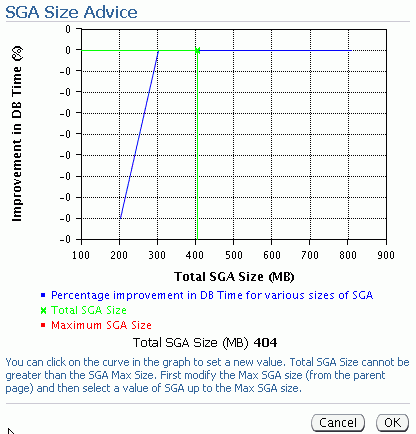 SGA Size Advice
Improvement in DB Time (%)
0
-0
-0
-0
-0
-0
-0
-0
-0
-0
-0
100 200 300 400 500 600 700 800 900
Total SGA Size (MB)
Percentage improvement in DB Time for various sizes of SGA
Total SGA Size
Maximum SGA Size
Total SGA Size (MB) 404
You can click on the curve in the graph to set a new value. Total SGA Size cannot be
greater than the SGA Max Size. First modify the Max SGA size (from the parent
page) and then select a value of SGA up to the Max SGA size.
Cancel OK